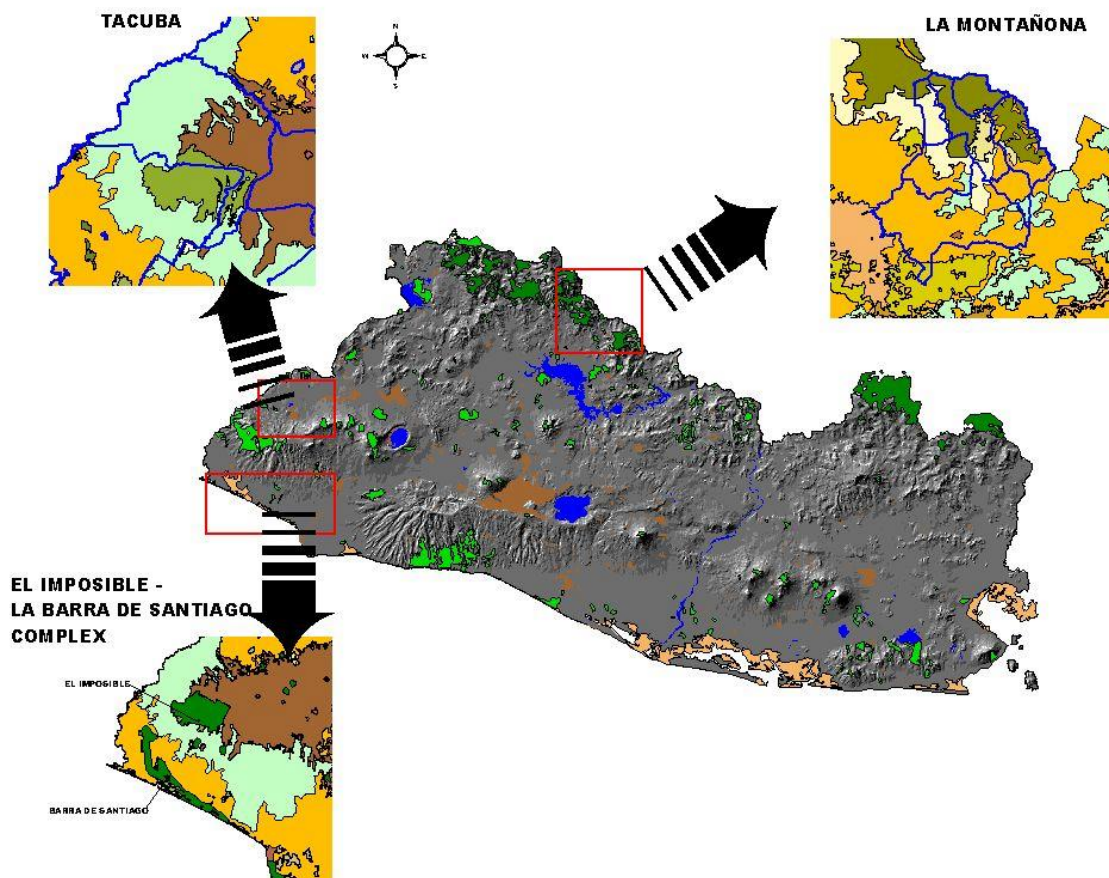 TACUBA
LA MONTAÑONA
N
W E
S
EL IMPOSIBLE -
LA BARRA DE SANTIAGO
COMPLEX
EL IMPOSIBLE
BARRA DE SANTIAGO